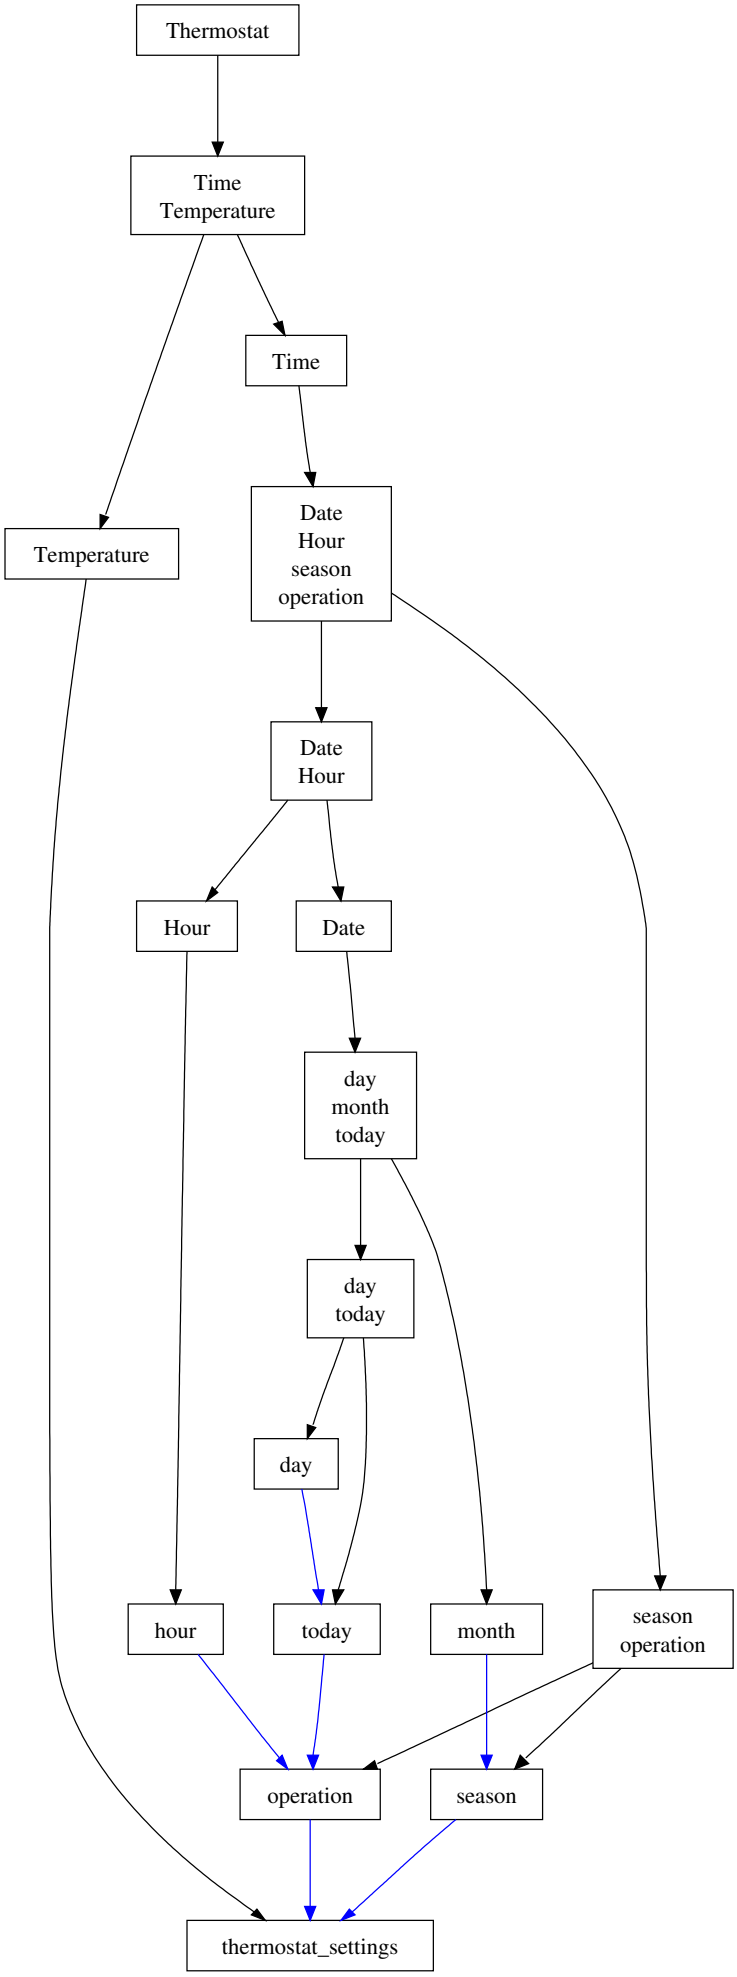 Thermostat
Time
Temperature
Time
Date
Hour
season
operation
Temperature
Date
Hour
Hour
Date
day
month
today
day
today
day
hour
today
month
season
operation
operation
season
thermostat_settings